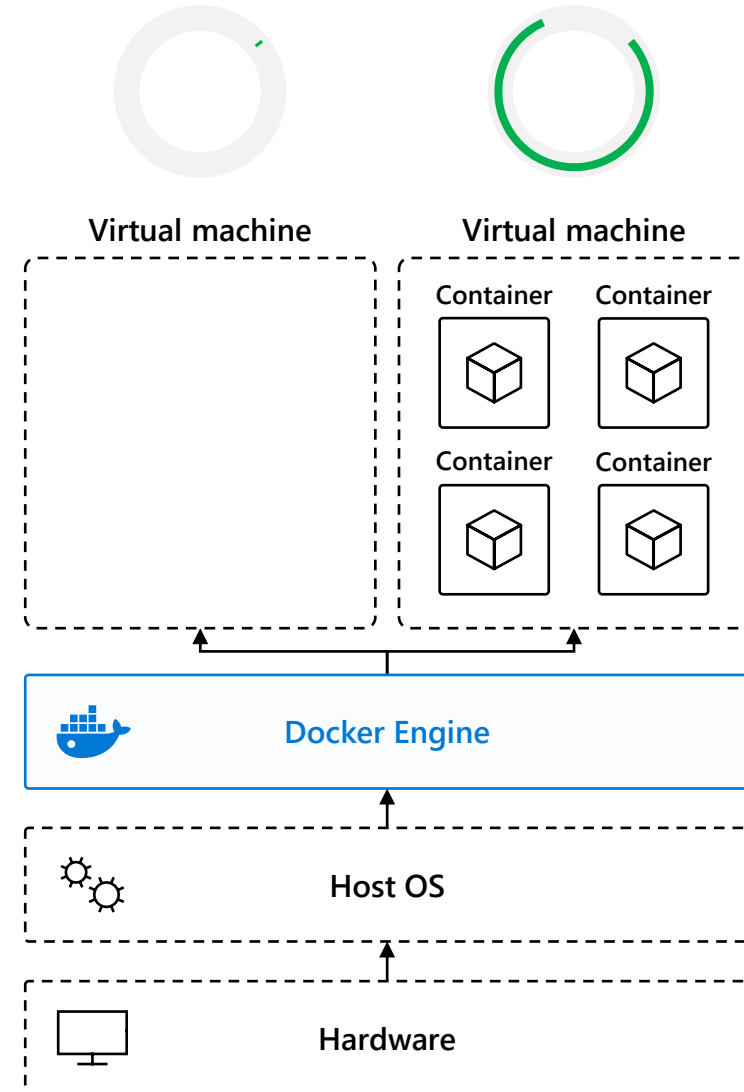 Virtual machine
Virtual machine
Container
Container
Container
Container
Docker Engine
Host OS
Hardware